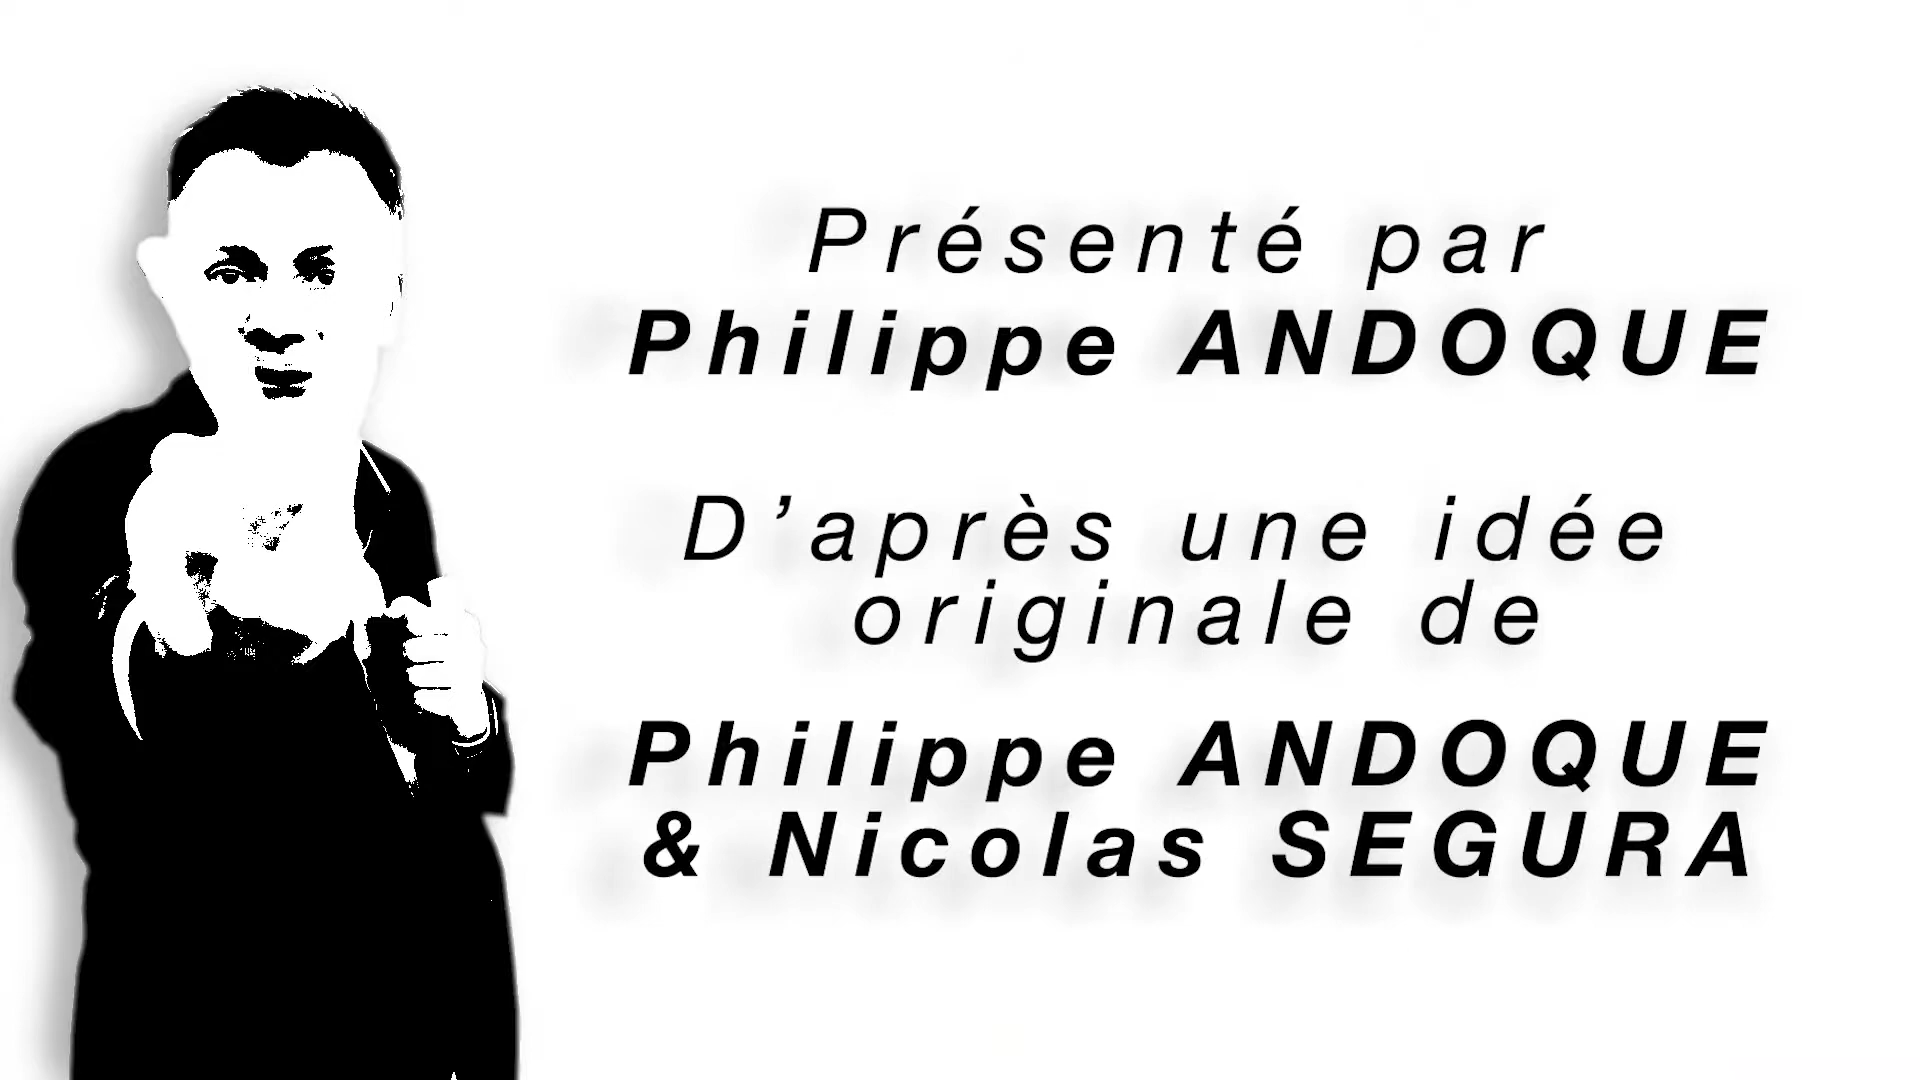 Présenté par
Philippe ANDOQUE
D’après une idée
originale de
Philippe ANDOQUE
& Nicolas SEGURA